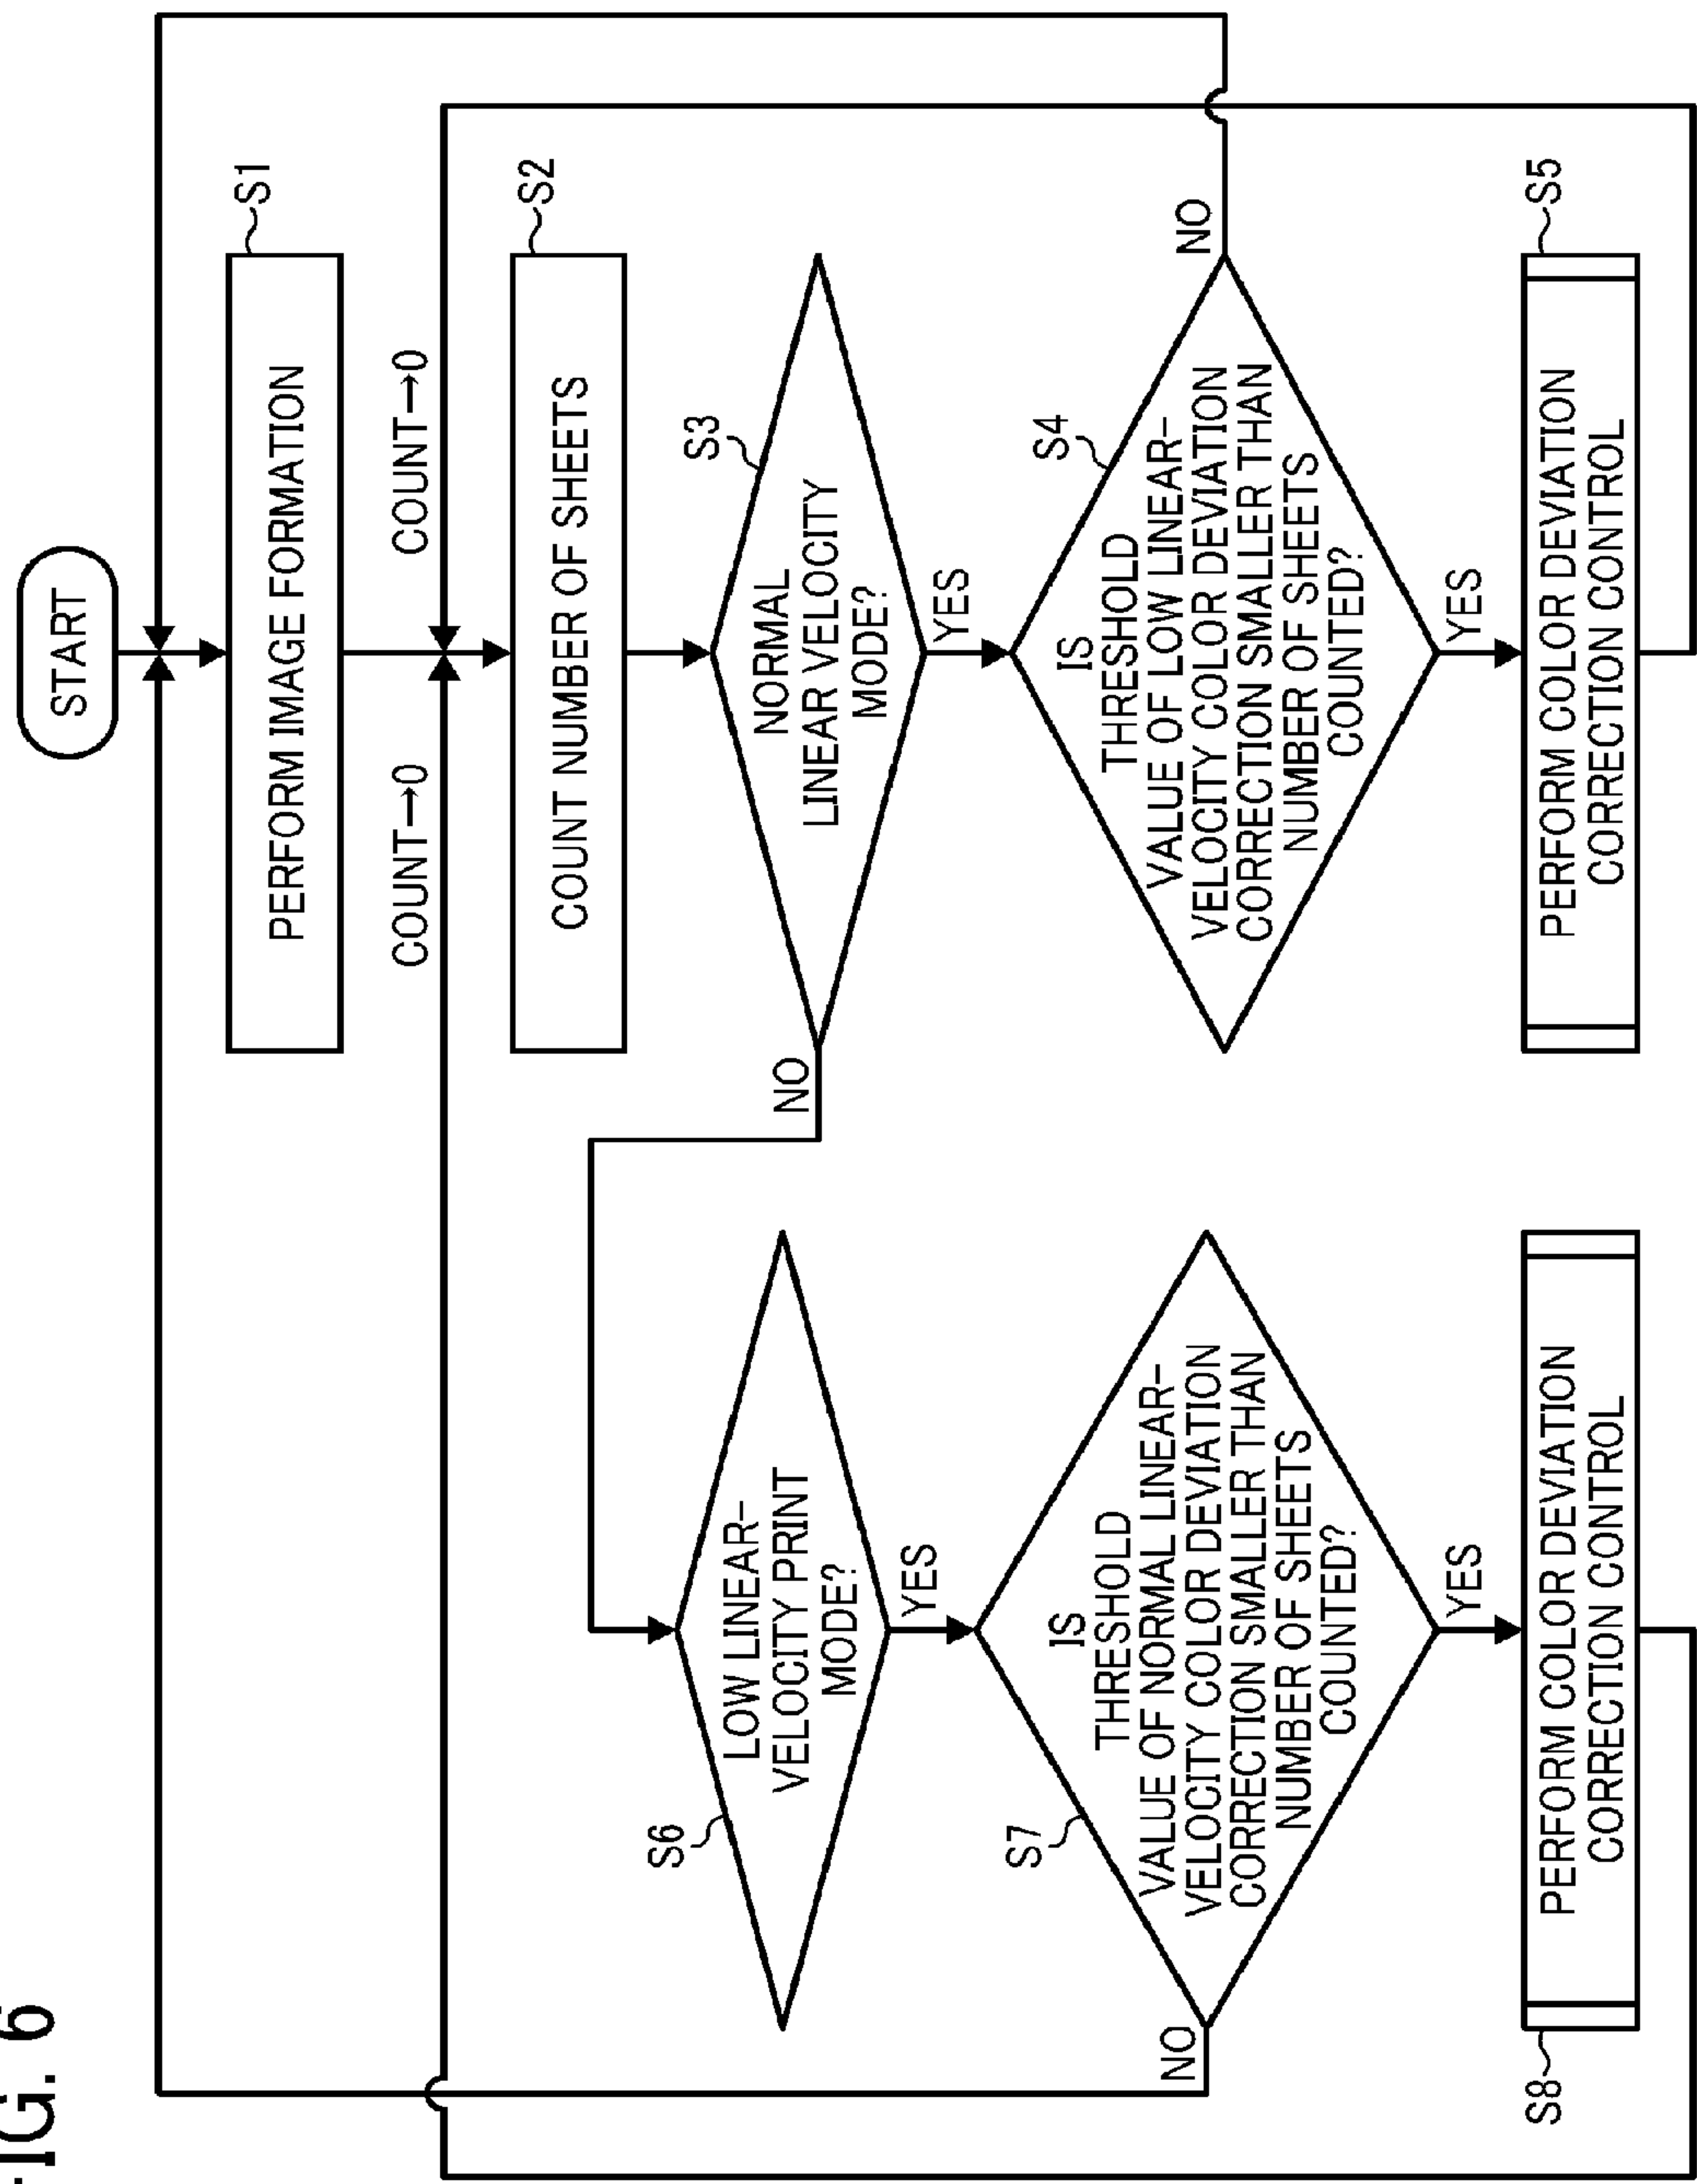 FIG. 6
START
PERFORM IMAGE FORMATION
S1
COUNT→0
COUNT→0
COUNT NUMBER OF SHEETS
S2
NORMAL
LINEAR VELOCITY
MODE?
S3
NO
YES
IS
THRESHOLD
VALUE OF LOW LINEAR-
VELOCITY COLOR DEVIATION
CORRECTION SMALLER THAN
NUMBER OF SHEETS
COUNTED?
S4
NO
YES
PERFORM COLOR DEVIATION
CORRECTION CONTROL
S5
S6
LOW LINEAR-
VELOCITY PRINT
MODE?
YES
S7
IS
THRESHOLD
VALUE OF NORMAL LINEAR-
VELOCITY COLOR DEVIATION
CORRECTION SMALLER THAN
NUMBER OF SHEETS
COUNTED?
NO
YES
S8
PERFORM COLOR DEVIATION
CORRECTION CONTROL